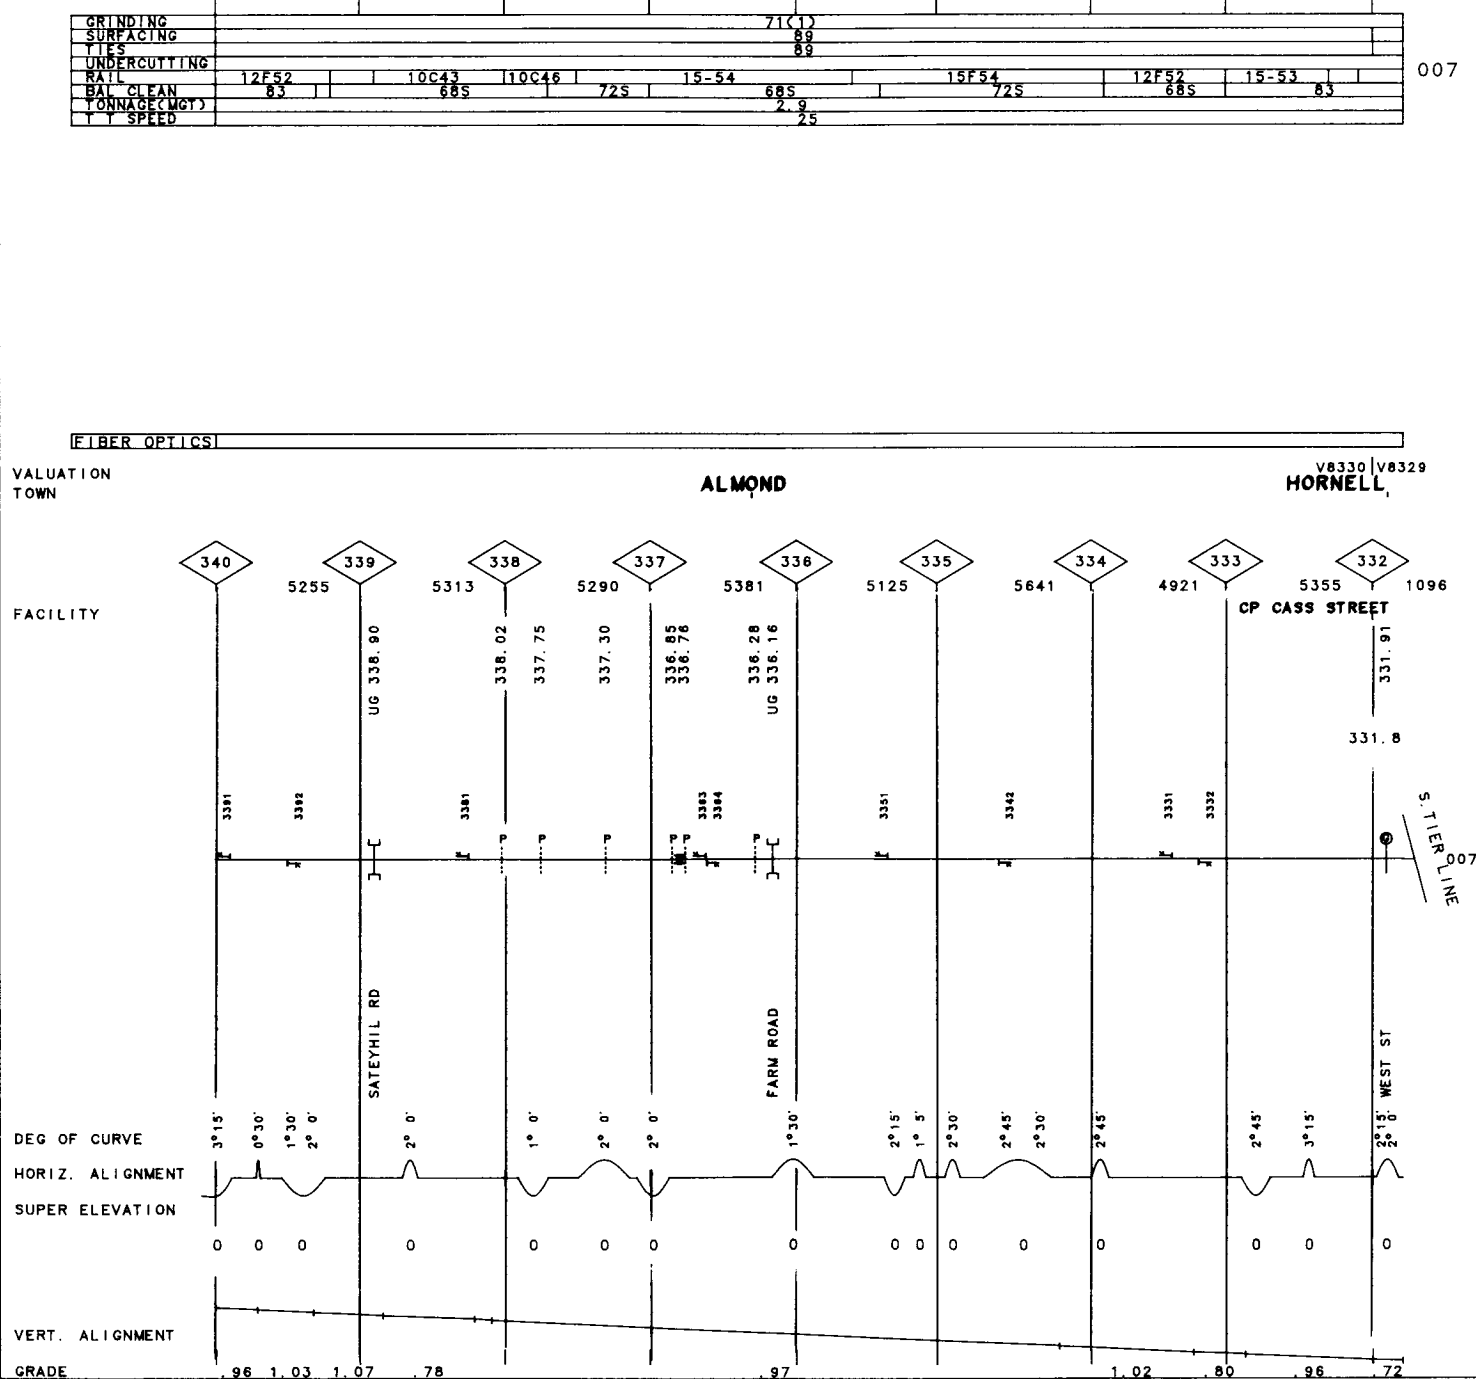 GRINDING 71(1)
SURFACING 89
TIES 89
UNDERCUTTING
RAIL 12F52 10C43 10C46 15-54 15F54 12F52 15-53
007
BAL CLEAN 83 68S 72S 68S 72S 68S 83
TONNAGE(MGT) 2.9
T T SPEED 25
FIBER OPTICS
VALUATION V8330 V8329
TOWN ALMOND HORNELL
340 339 338 337 336 335 334 333 332
5255 5313 5290 5381 5125 5641 4921 5355 1096
FACILITY CP CASS STREET
UG 338.90 338.02 337.75 337.30 336.85 336.76 336.28 UG 336.16 331.91
331.8
3391 3392 3381 3363 3364 3351 3342 3331 3332
P P P P P P
S. TIER LINE
007
SATEYHIL RD FARM ROAD WEST ST
DEG OF CURVE 3°15' 0°30' 1°30' 2° 0' 2° 0' 1° 0' 2° 0' 2° 0' 1°30' 2°15' 1° 5' 2°30' 2°45' 2°30' 2°45' 2°45' 3°15' 2°15' 2° 0'
HORIZ. ALIGNMENT
SUPER ELEVATION
0 0 0 0 0 0 0 0 0 0 0 0 0 0 0 0
VERT. ALIGNMENT
GRADE .96 1.03 1.07 .78 .97 1.02 .80 .96 .72